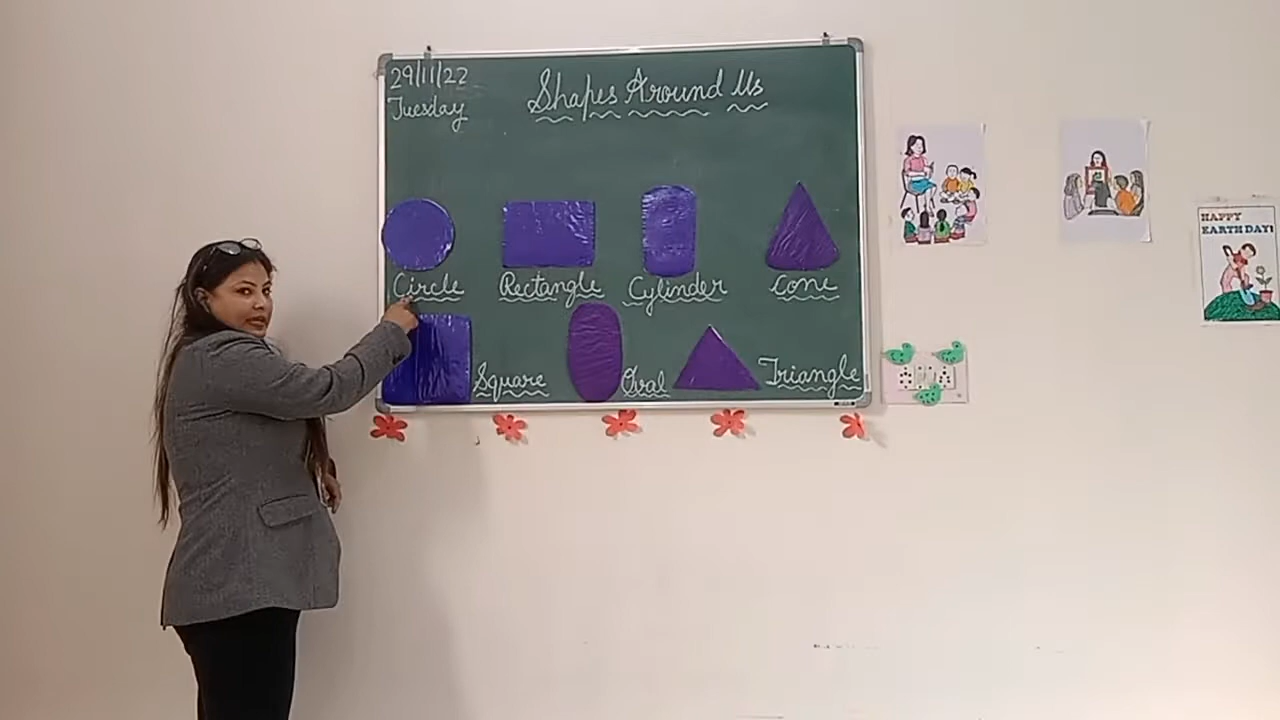 29/11/22
Tuesday
Shapes Around Us
Circle
Rectangle
Cylinder
Cone
Square
Oval
Triangle
HAPPY
EARTH DAY!